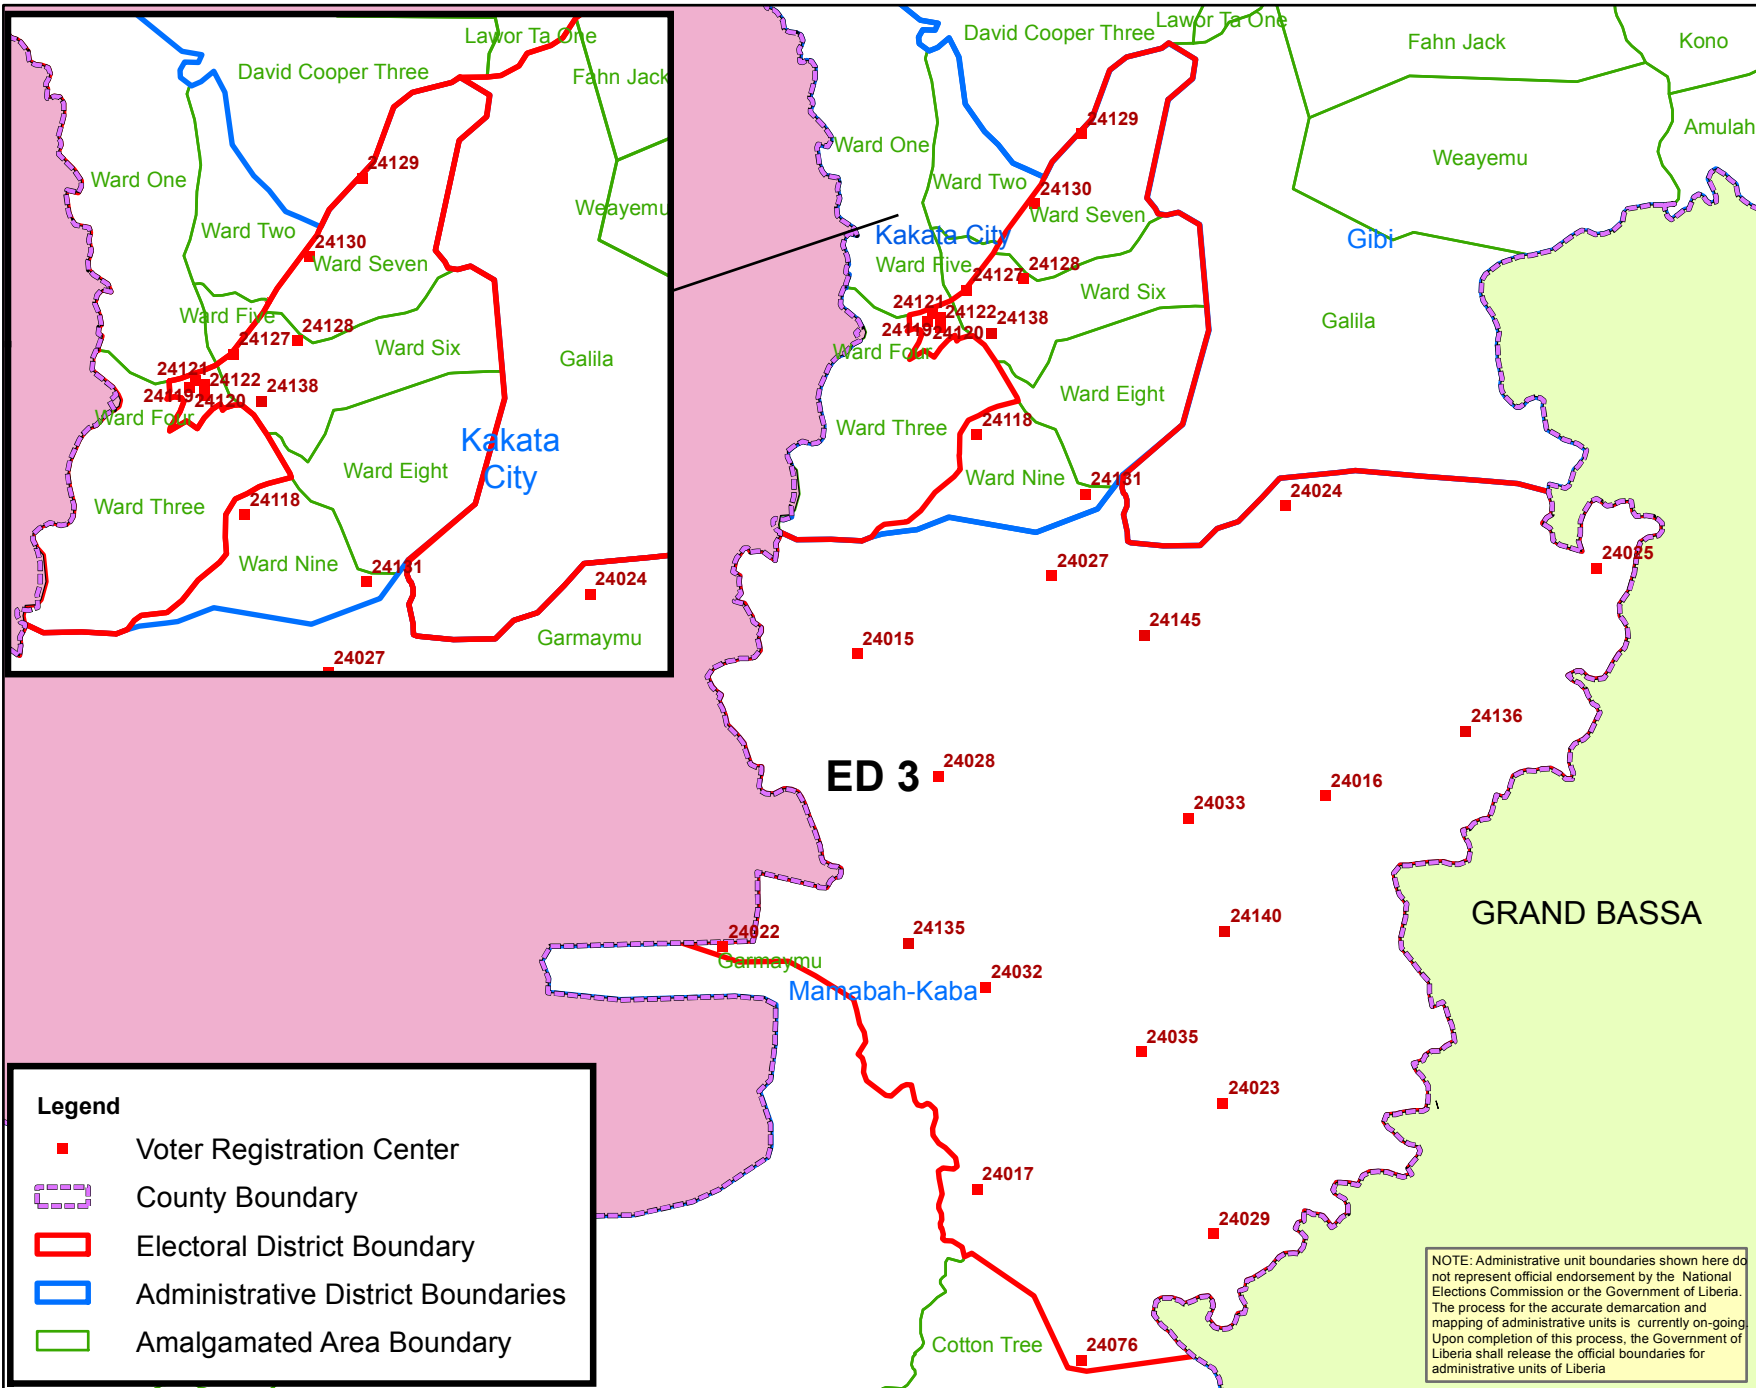 Lawor Ta One
David Cooper Three
Fahn Jack
24129
Ward One
Weayemu
Ward Two
24130
Ward Seven
Ward Five
24128
24127
Ward Six
Galila
24121
24122
24138
24119
24120
Ward Four
Kakata
City
Ward Eight
24118
Ward Three
Ward Nine
24131
24024
Garmaymu
24027
Lawor Ta One
David Cooper Three
Fahn Jack
Kono
24129
Amulah
Ward One
Weayemu
Ward Two
24130
Ward Seven
Kakata City
Gibi
Ward Five
24128
24127
Ward Six
24121
24122
24138
Galila
24119
24120
Ward Four
Ward Eight
24118
Ward Three
Ward Nine
24131
24024
24027
24025
24145
24015
24136
24028
ED 3
24016
24033
GRAND BASSA
24140
24022
24135
Garmaymu
24032
Mamabah-Kaba
24035
24023
24017
24029
Cotton Tree
24076
Legend
Voter Registration Center
County Boundary
Electoral District Boundary
Administrative District Boundaries
Amalgamated Area Boundary
NOTE: Administrative unit boundaries shown here do
not represent official endorsement by the National
Elections Commission or the Government of Liberia.
The process for the accurate demarcation and
mapping of administrative units is currently on-going.
Upon completion of this process, the Government of
Liberia shall release the official boundaries for
administrative units of Liberia